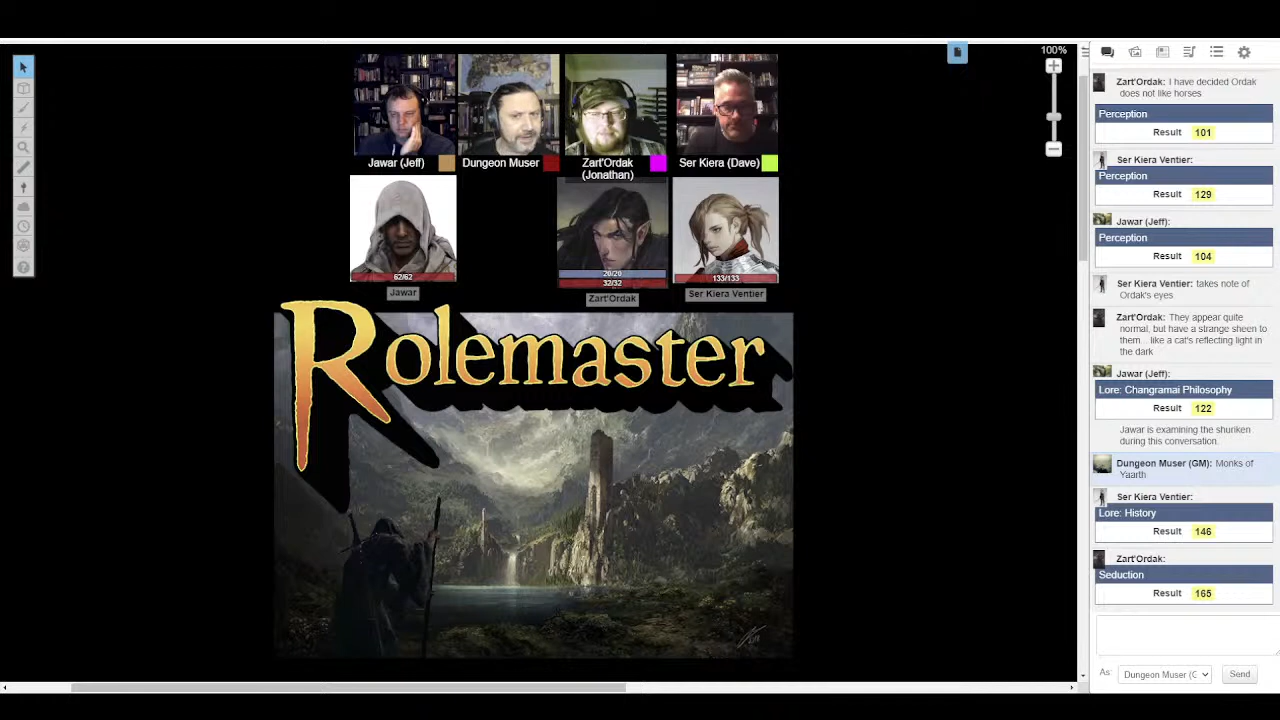 100%
Jawar (Jeff)
Dungeon Muser
Zart'Ordak
(Jonathan)
Ser Kiera (Dave)
62/62
20/20
32/32
133/133
Jawar
Zart'Ordak
Ser Kiera Ventier
Rolemaster
Zart'Ordak: I have decided Ordak
does not like horses
Perception
Result 101
Ser Kiera Ventier:
Perception
Result 129
Jawar (Jeff):
Perception
Result 104
Ser Kiera Ventier: takes note of
Ordak's eyes
Zart'Ordak: They appear quite
normal, but have a strange sheen to
them... like a cat's reflecting light in
the dark
Jawar (Jeff):
Lore: Changramai Philosophy
Result 122
Jawar is examining the shuriken
during this conversation.
Dungeon Muser (GM): Monks of
Yaarth
Ser Kiera Ventier:
Lore: History
Result 146
Zart'Ordak:
Seduction
Result 165
As: Dungeon Muser (G
Send